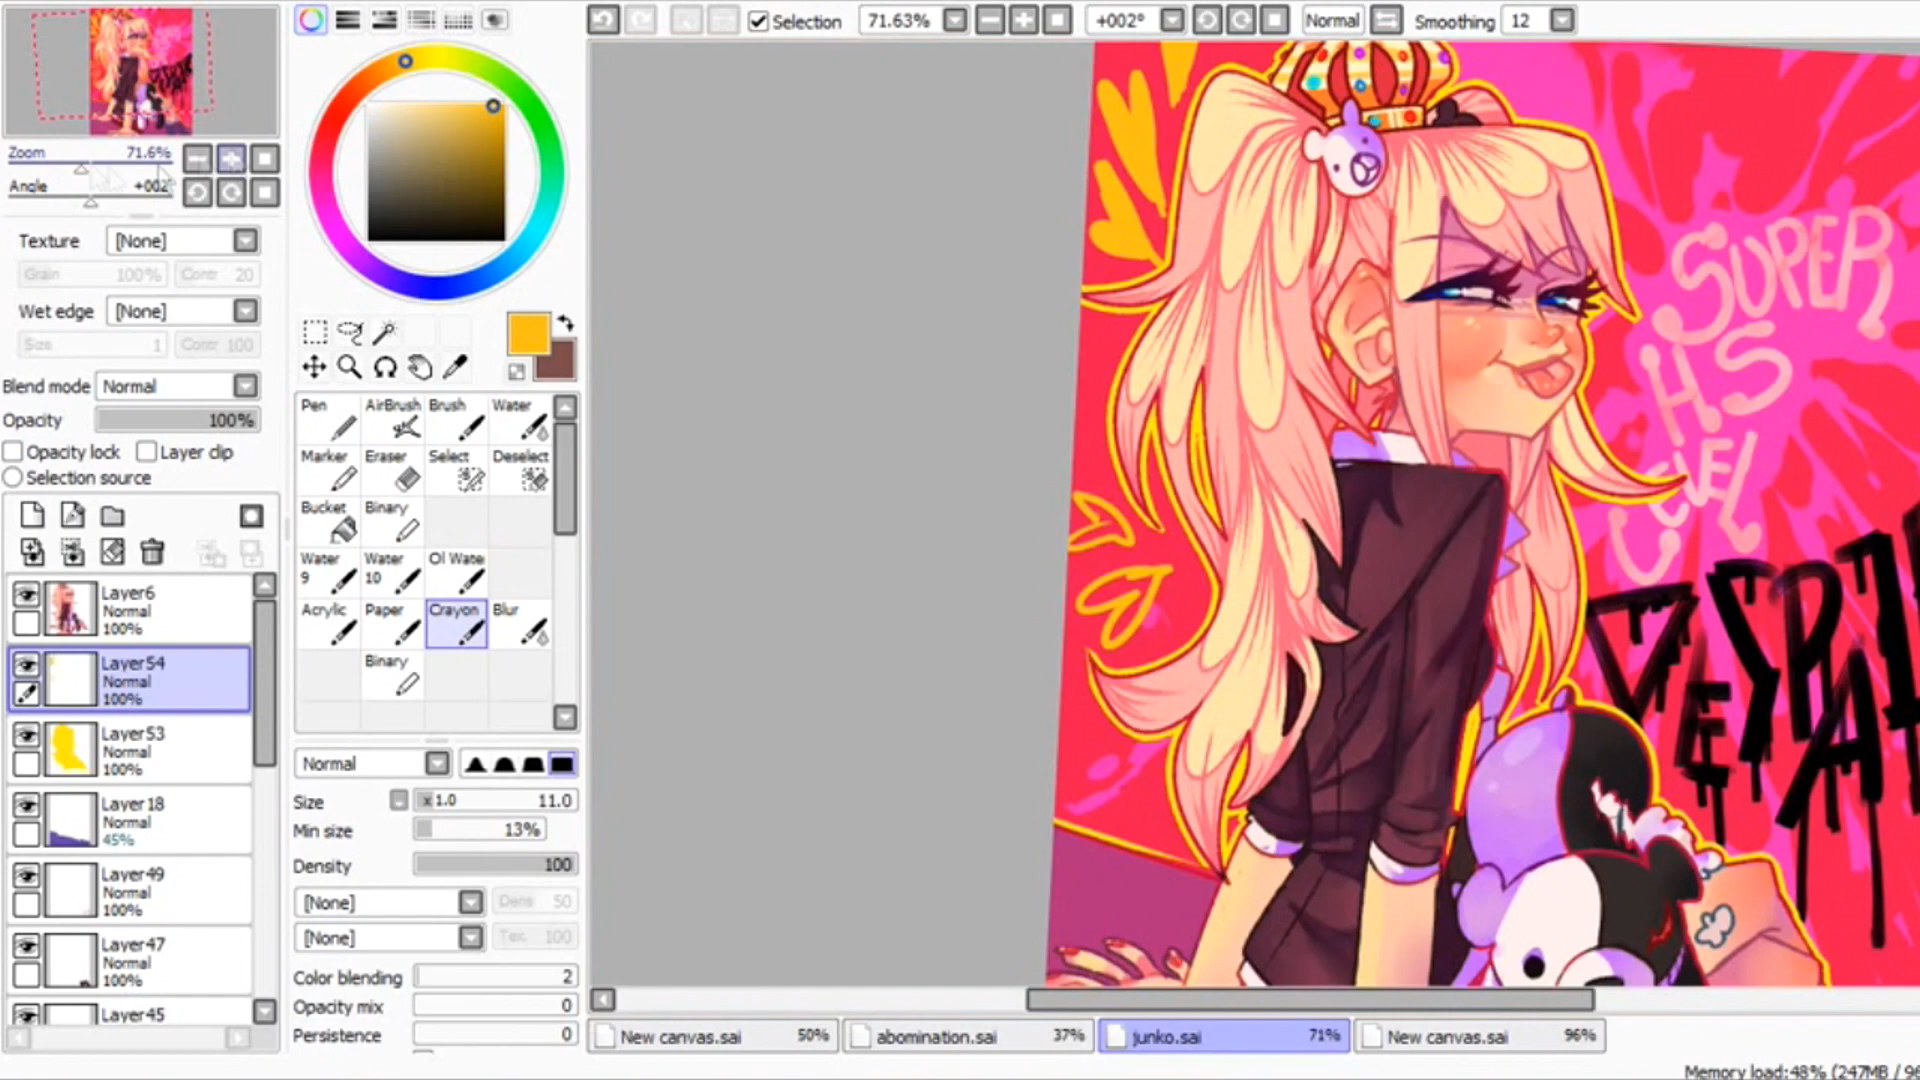 Selection 71.63% +002° Normal Smoothing 12
Zoom 71.6%
Angle +002
Texture [None]
Grain 100% Contr 20
Wet edge [None]
Size 1 Contr 100
Blend mode Normal
Opacity 100%
Opacity lock Layer clip
Selection source
Layer6
Normal
100%
Layer54
Normal
100%
Layer53
Normal
100%
Layer18
Normal
45%
Layer49
Normal
100%
Layer47
Normal
100%
Layer45
Pen AirBrush Brush Water
Marker Eraser Select Deselect
Bucket Binary
Water 9 Water 10 Ol Wate
Acrylic Paper Crayon Blur
Binary
Normal
Size x1.0 11.0
Min size 13%
Density 100
[None] Dens 50
[None] Tex 100
Color blending 2
Opacity mix 0
Persistence 0
SUPER
HS
LEVEL
New canvas.sai 50% abomination.sai 37% junko.sai 71% New canvas.sai 96%
Memory load:48% (247MB / 96